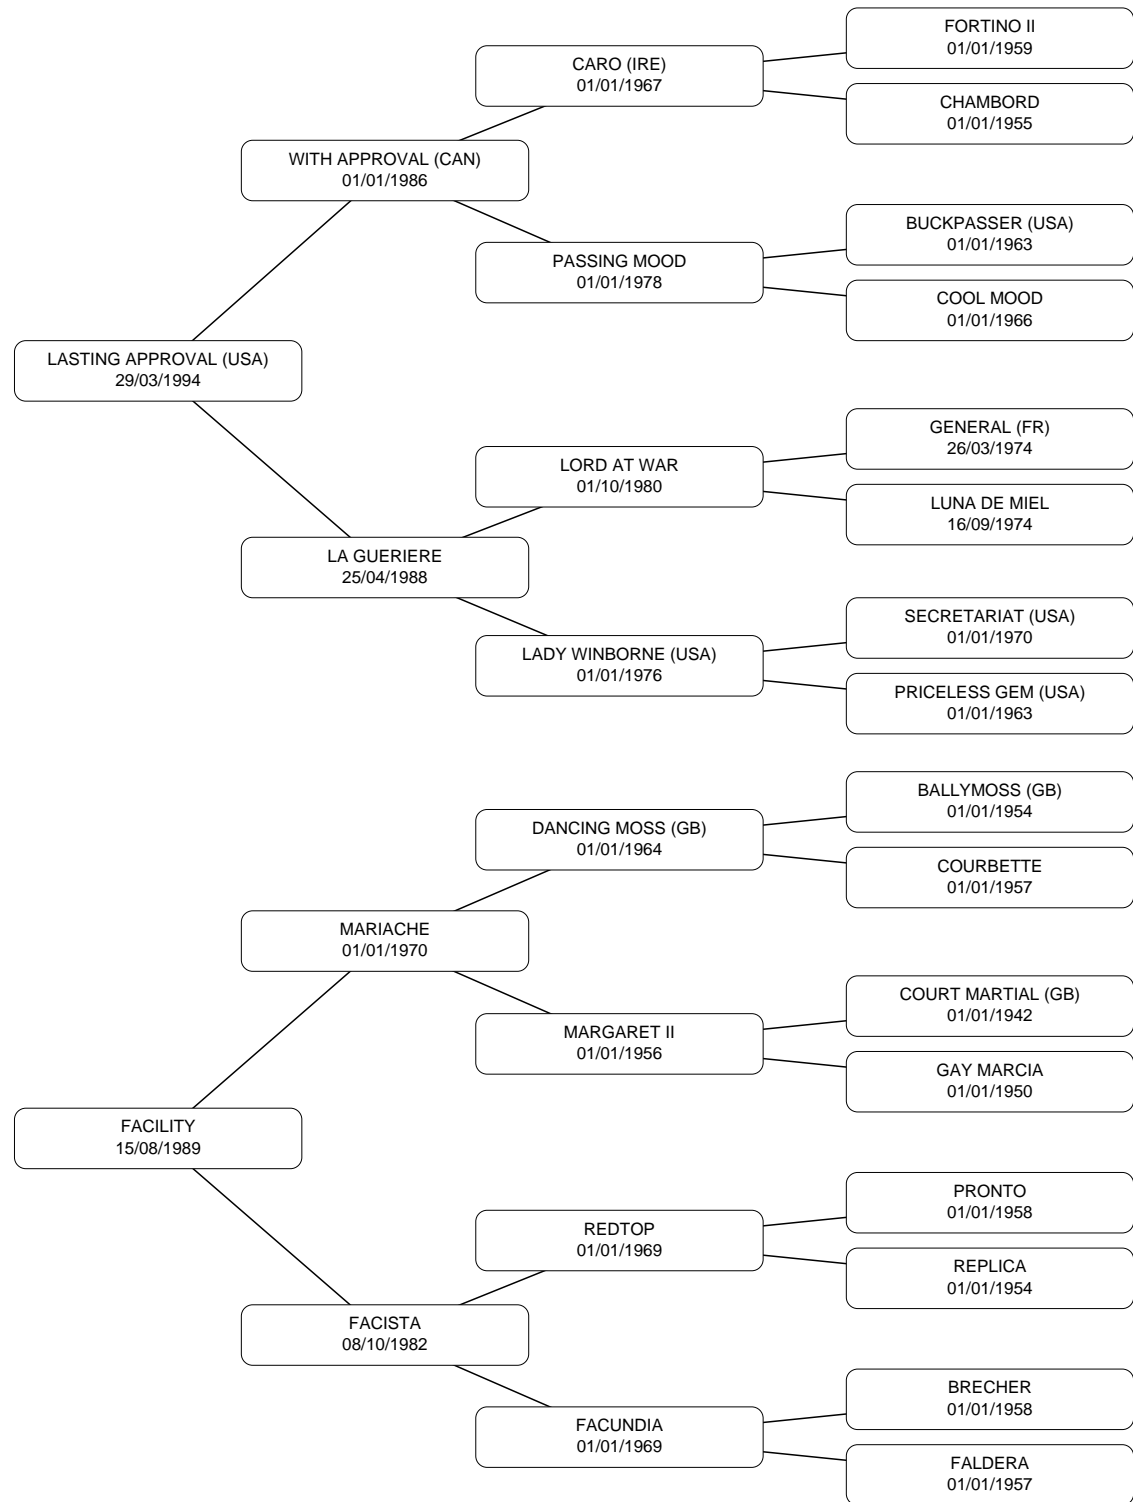 FORTINO II
01/01/1959
CARO (IRE)
01/01/1967
CHAMBORD
01/01/1955
WITH APPROVAL (CAN)
01/01/1986
BUCKPASSER (USA)
01/01/1963
PASSING MOOD
01/01/1978
COOL MOOD
01/01/1966
LASTING APPROVAL (USA)
29/03/1994
GENERAL (FR)
26/03/1974
LORD AT WAR
01/10/1980
LUNA DE MIEL
16/09/1974
LA GUERIERE
25/04/1988
SECRETARIAT (USA)
01/01/1970
LADY WINBORNE (USA)
01/01/1976
PRICELESS GEM (USA)
01/01/1963
BALLYMOSS (GB)
01/01/1954
DANCING MOSS (GB)
01/01/1964
COURBETTE
01/01/1957
MARIACHE
01/01/1970
COURT MARTIAL (GB)
01/01/1942
MARGARET II
01/01/1956
GAY MARCIA
01/01/1950
FACILITY
15/08/1989
PRONTO
01/01/1958
REDTOP
01/01/1969
REPLICA
01/01/1954
FACISTA
08/10/1982
BRECHER
01/01/1958
FACUNDIA
01/01/1969
FALDERA
01/01/1957